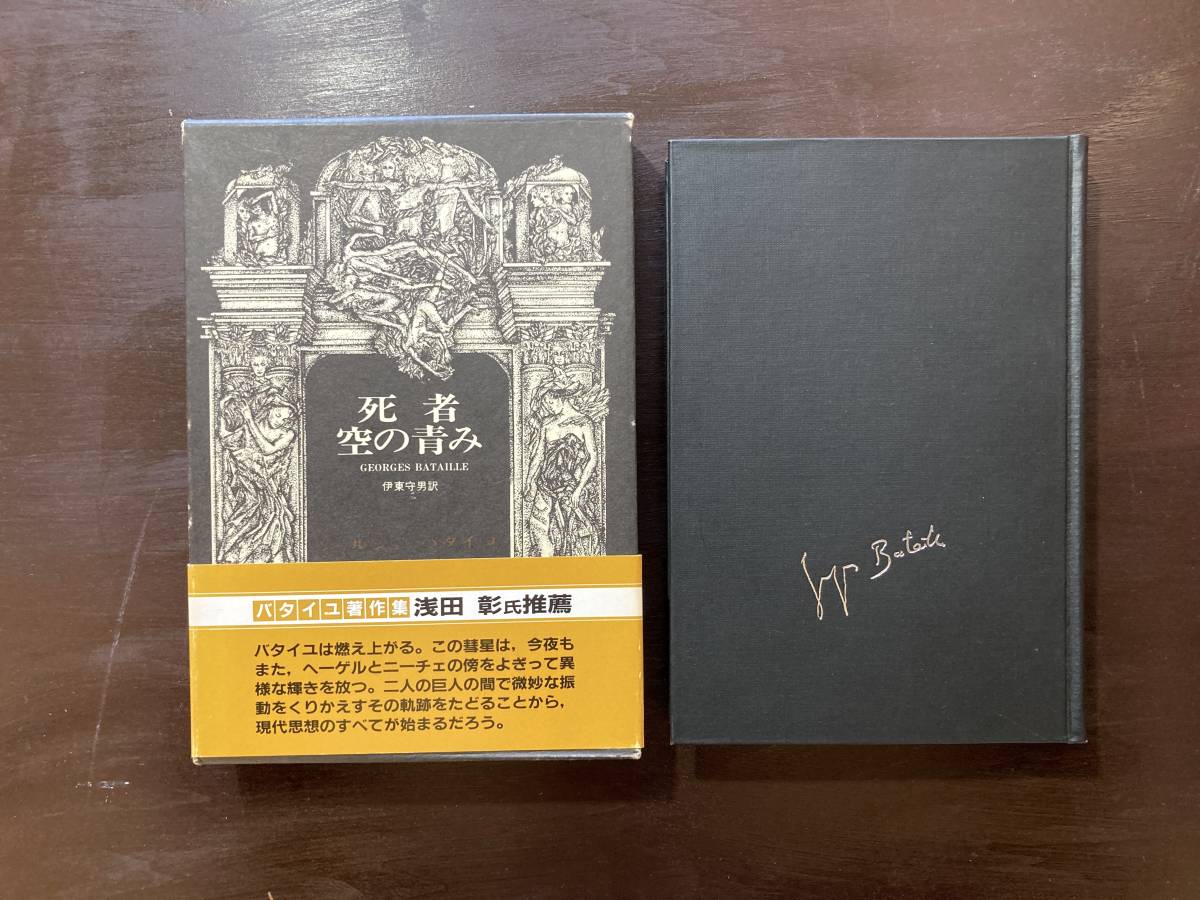 死者
空の青み
GEORGES BATAILLE
伊東守男訳
バタイユ著作集 浅田 彰氏推薦
バタイユは燃え上がる。この彗星は，今夜も
また，ヘーゲルとニーチェの傍をよぎって異
様な輝きを放つ。二人の巨人の間で微妙な振
動をくりかえすその軌跡をたどることから，
現代思想のすべてが始まるだろう。
Bataille